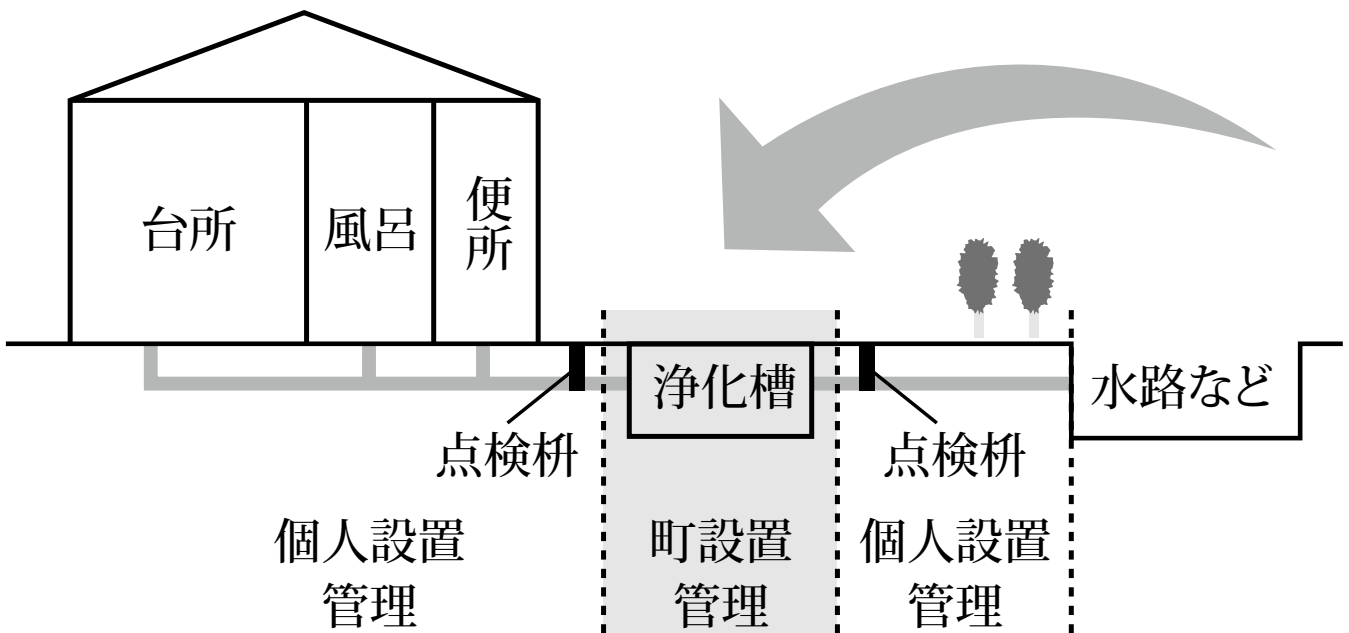 台所
風呂
便所
浄化槽
水路など
点検枡
点検枡
個人設置
管理
町設置
管理
個人設置
管理